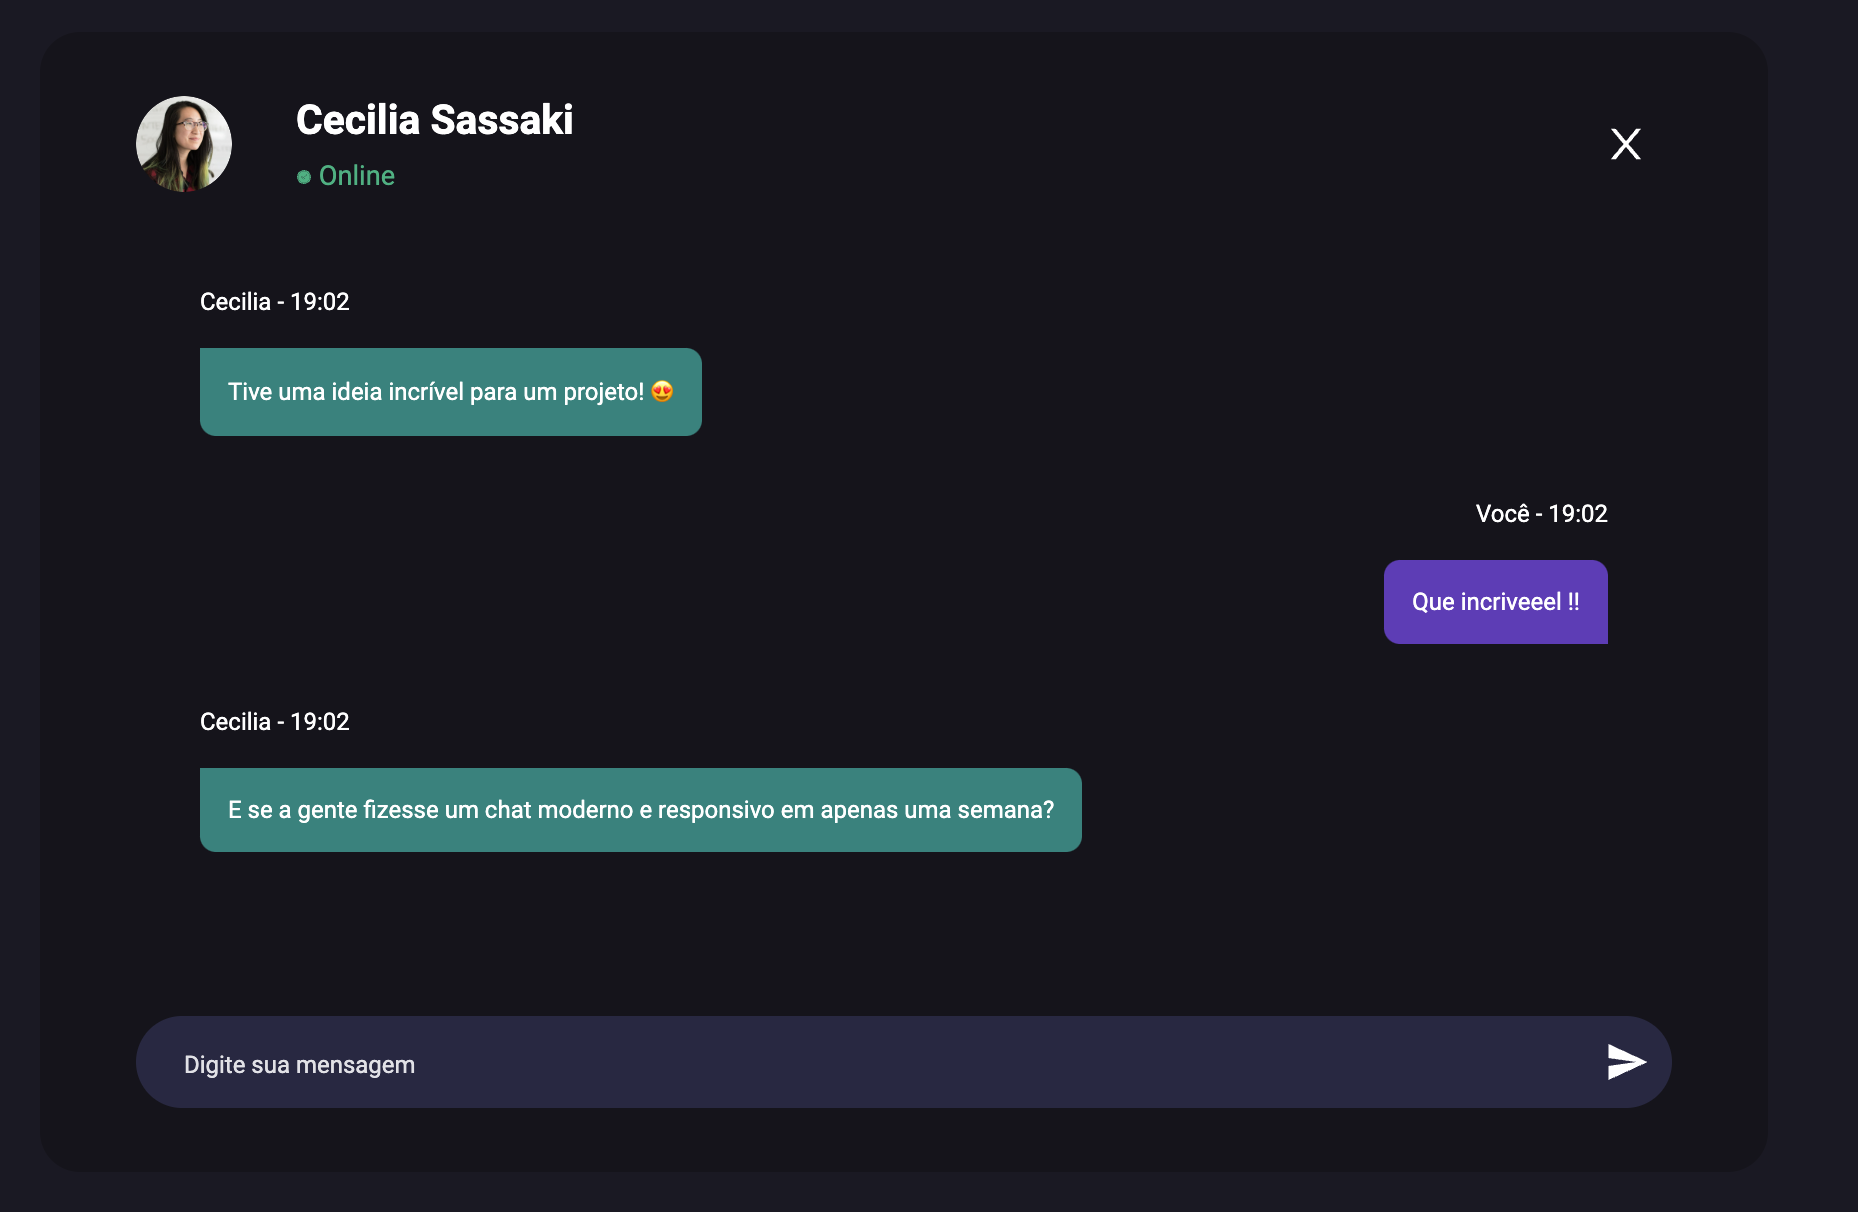 Cecilia Sassaki
Online
Cecilia - 19:02
Tive uma ideia incrível para um projeto! 😍
Você - 19:02
Que incriveeel !!
Cecilia - 19:02
E se a gente fizesse um chat moderno e responsivo em apenas uma semana?
Digite sua mensagem